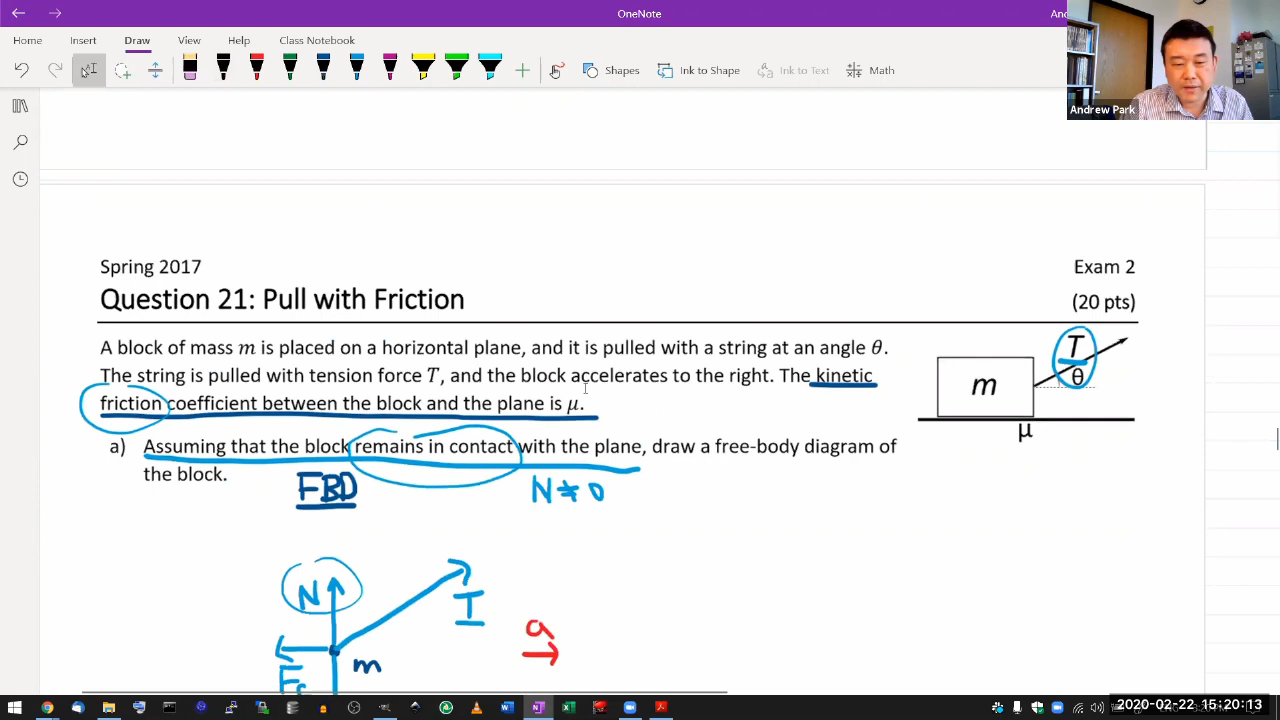 OneNote
An
Home Insert Draw View Help Class Notebook
Shapes Ink to Shape Ink to Text Math
Andrew Park
Spring 2017 Exam 2
Question 21: Pull with Friction (20 pts)
A block of mass m is placed on a horizontal plane, and it is pulled with a string at an angle θ.
The string is pulled with tension force T, and the block accelerates to the right. The kinetic
friction coefficient between the block and the plane is μ.
T
θ
m
μ
a) Assuming that the block remains in contact with the plane, draw a free-body diagram of
the block.
FBD
N ≠ 0
N
T
a
m
F
2020-02-22 15:20:13